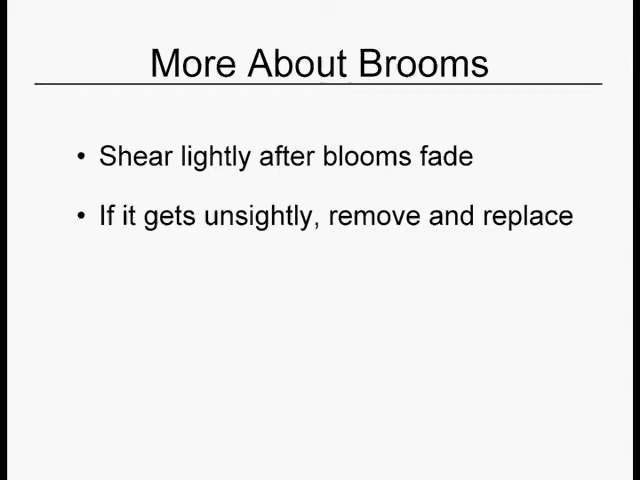 More About Brooms
• Shear lightly after blooms fade
• If it gets unsightly, remove and replace